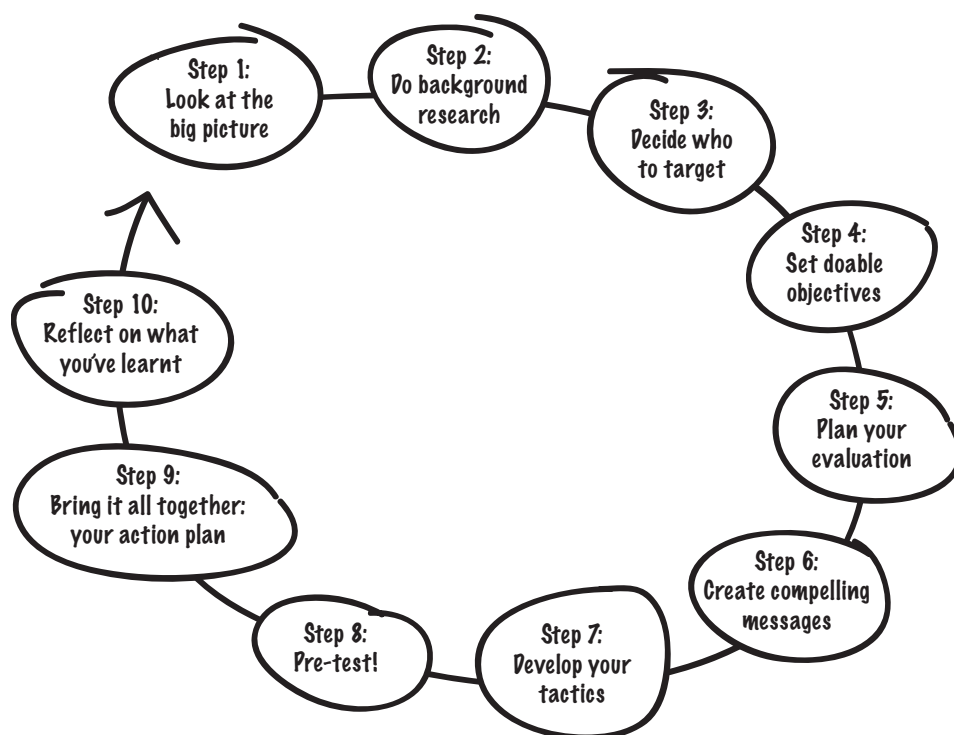 Step 1:
Look at the
big picture
Step 2:
Do background
research
Step 3:
Decide who
to target
Step 4:
Set doable
objectives
Step 5:
Plan your
evaluation
Step 6:
Create compelling
messages
Step 7:
Develop your
tactics
Step 8:
Pre-test!
Step 9:
Bring it all together:
your action plan
Step 10:
Reflect on what
you've learnt